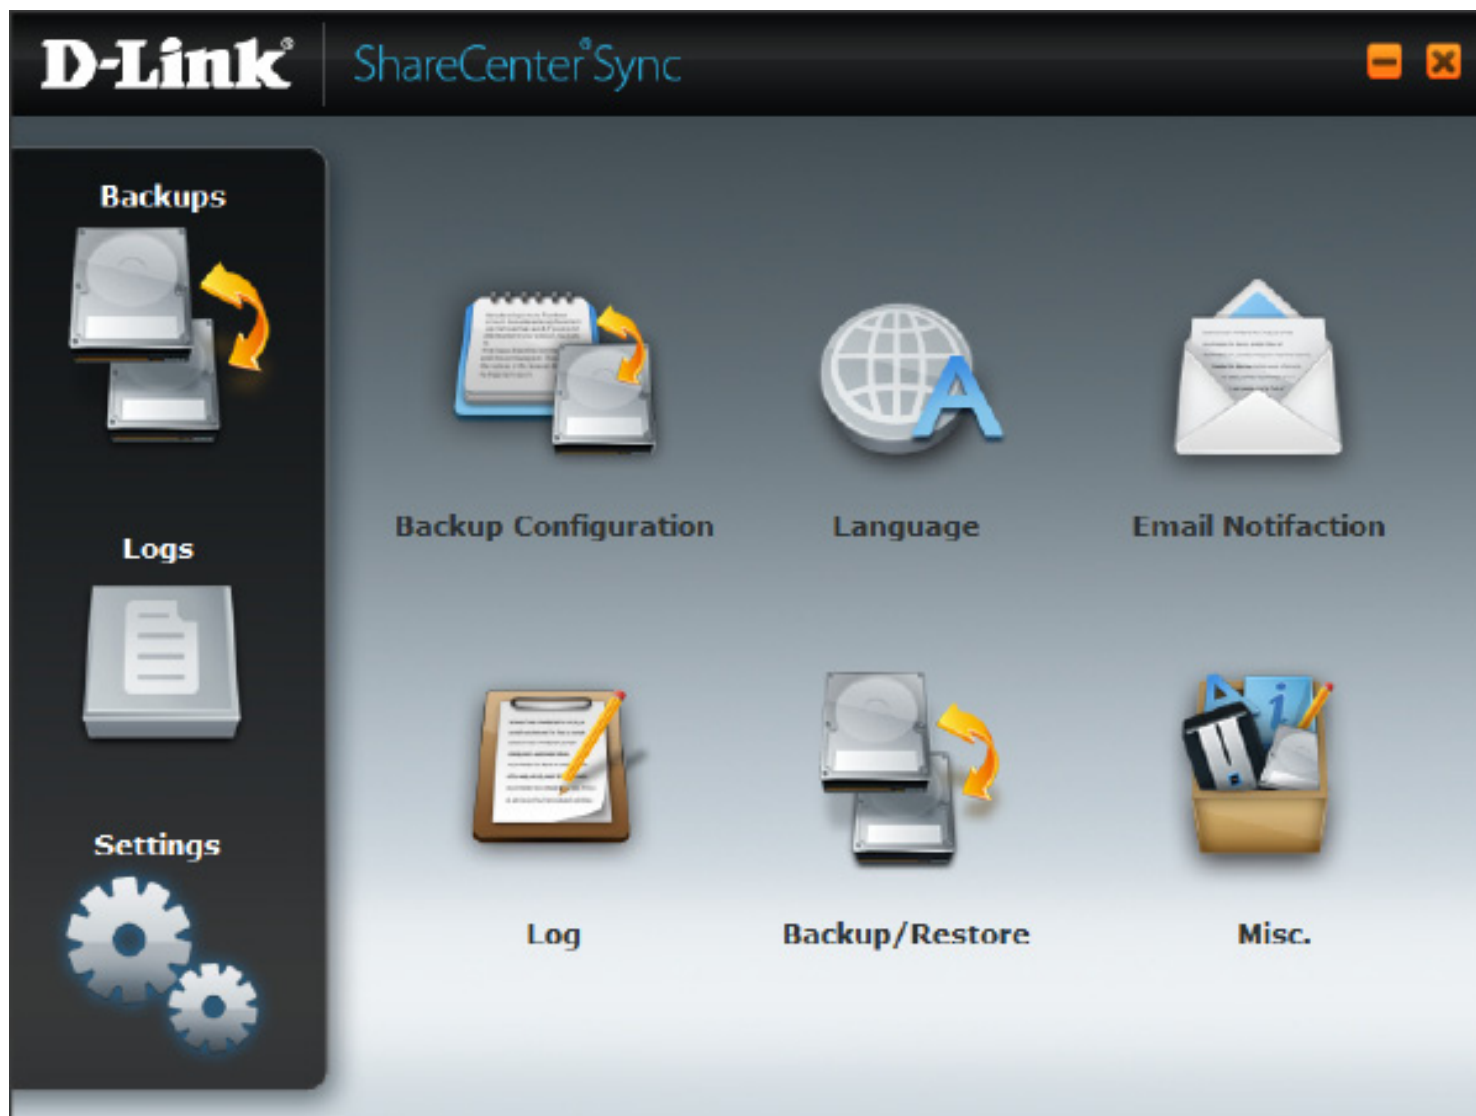 D-Link®
ShareCenter® Sync
Backups
Logs
Settings
Backup Configuration
Language
Email Notifaction
Log
Backup/Restore
Misc.